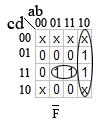 ab
cd 00 01 11 10
00 x x x x
01 0 0 0 1
11 0 1 1 1
10 x 0 0 x
F̅